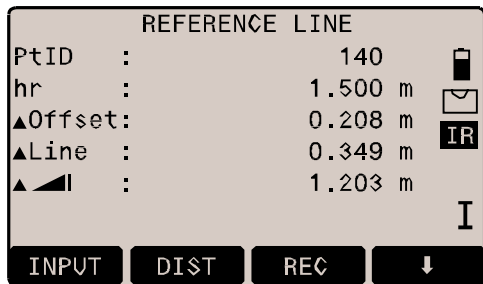 REFERENCE LINE
PtID : 140
hr : 1.500 m
▲Offset: 0.208 m
▲Line : 0.349 m
▲ : 1.203 m
IR
I
INPUT DIST REC ⬇